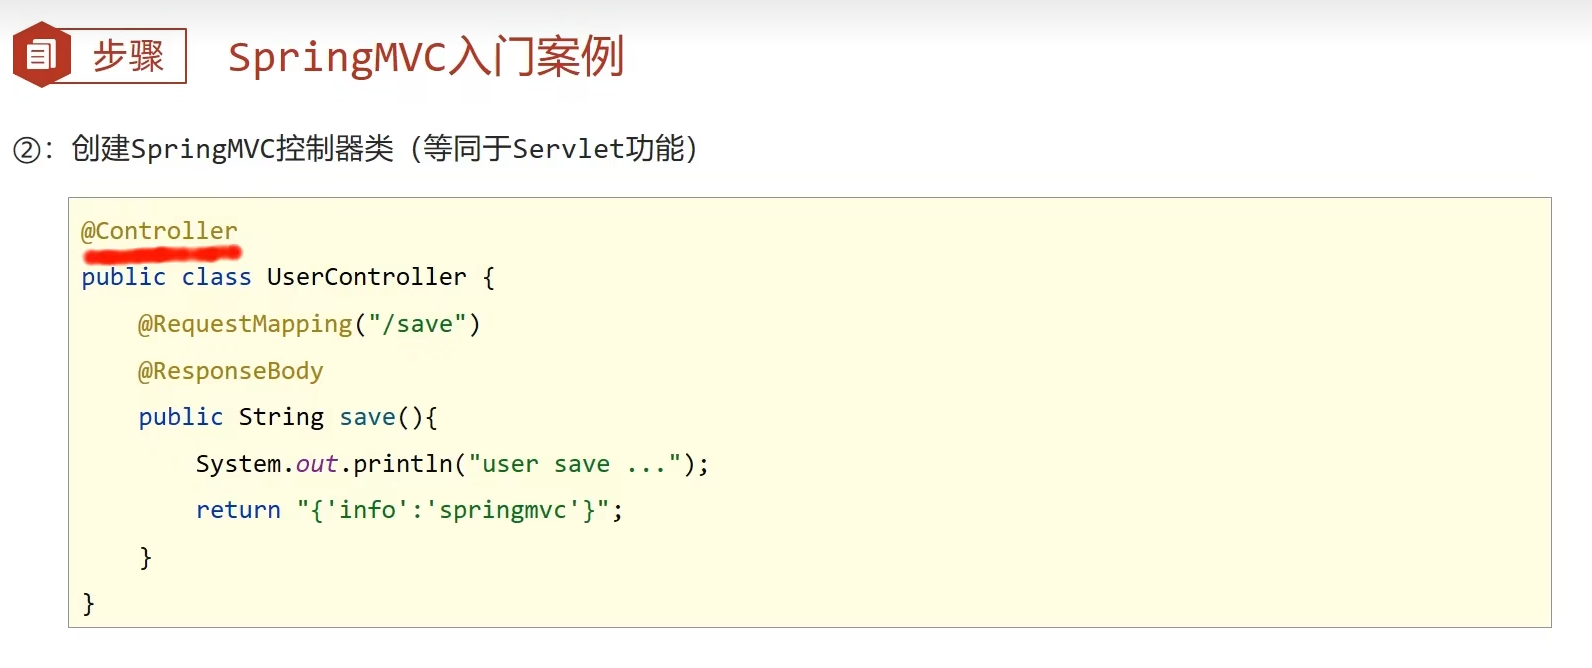 步骤 SpringMVC入门案例
②：创建SpringMVC控制器类（等同于Servlet功能）
@Controller
public class UserController {
    @RequestMapping("/save")
    @ResponseBody
    public String save(){
        System.out.println("user save ...");
        return "{'info':'springmvc'}";
    }
}